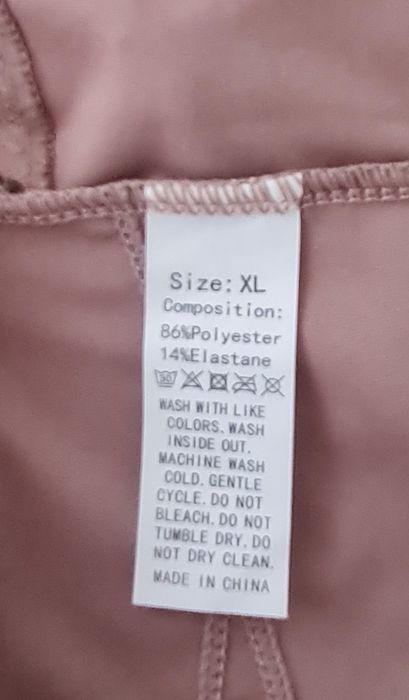 Size: XL
Composition:
86%Polyester
14%Elastane
WASH WITH LIKE
COLORS. WASH
INSIDE OUT.
MACHINE WASH
COLD. GENTLE
CYCLE. DO NOT
BLEACH. DO NOT
TUMBLE DRY. DO
NOT DRY CLEAN.
MADE IN CHINA